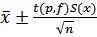 x̄ ± t(p,f)S(x)/√n